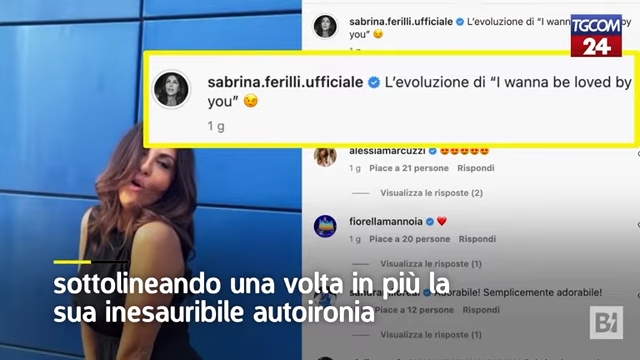 sabrina.ferilli.ufficiale L'evoluzione di "I wanna be loved by
you" 😉
TGCOM
24
sabrina.ferilli.ufficiale L'evoluzione di "I wanna be loved by
you" 😉
1 g
alessiamarcuzzi 😍😍😍😍😍
1 g Piace a 21 persone Rispondi
Visualizza le risposte (2)
fiorellamannoia ❤️
1 g Piace a 20 persone Rispondi
Visualizza le risposte (1)
Adorabile! Semplicemente adorabile!
Piace a 12 persone Rispondi
Visualizza le risposte (1)
sottolineando una volta in più la
sua inesauribile autoironia